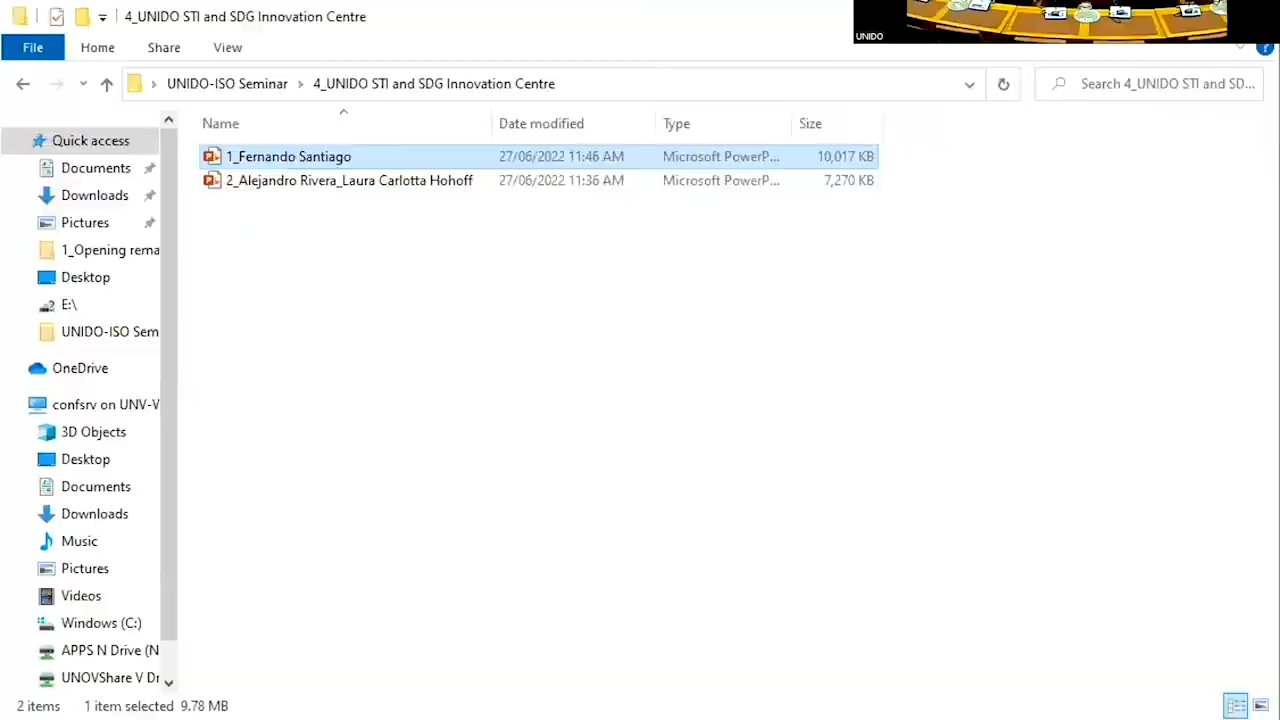 4_UNIDO STI and SDG Innovation Centre
UNIDO
File Home Share View
UNIDO-ISO Seminar 4_UNIDO STI and SDG Innovation Centre Search 4_UNIDO STI and SD...
Name Date modified Type Size
Quick access
1_Fernando Santiago 27/06/2022 11:46 AM Microsoft PowerP... 10,017 KB
2_Alejandro Rivera_Laura Carlotta Hohoff 27/06/2022 11:36 AM Microsoft PowerP... 7,270 KB
Documents
Downloads
Pictures
1_Opening rema
Desktop
E:\
UNIDO-ISO Sem
OneDrive
confsrv on UNV-V
3D Objects
Desktop
Documents
Downloads
Music
Pictures
Videos
Windows (C:)
APPS N Drive (N
UNOVShare V Dr
2 items 1 item selected 9.78 MB